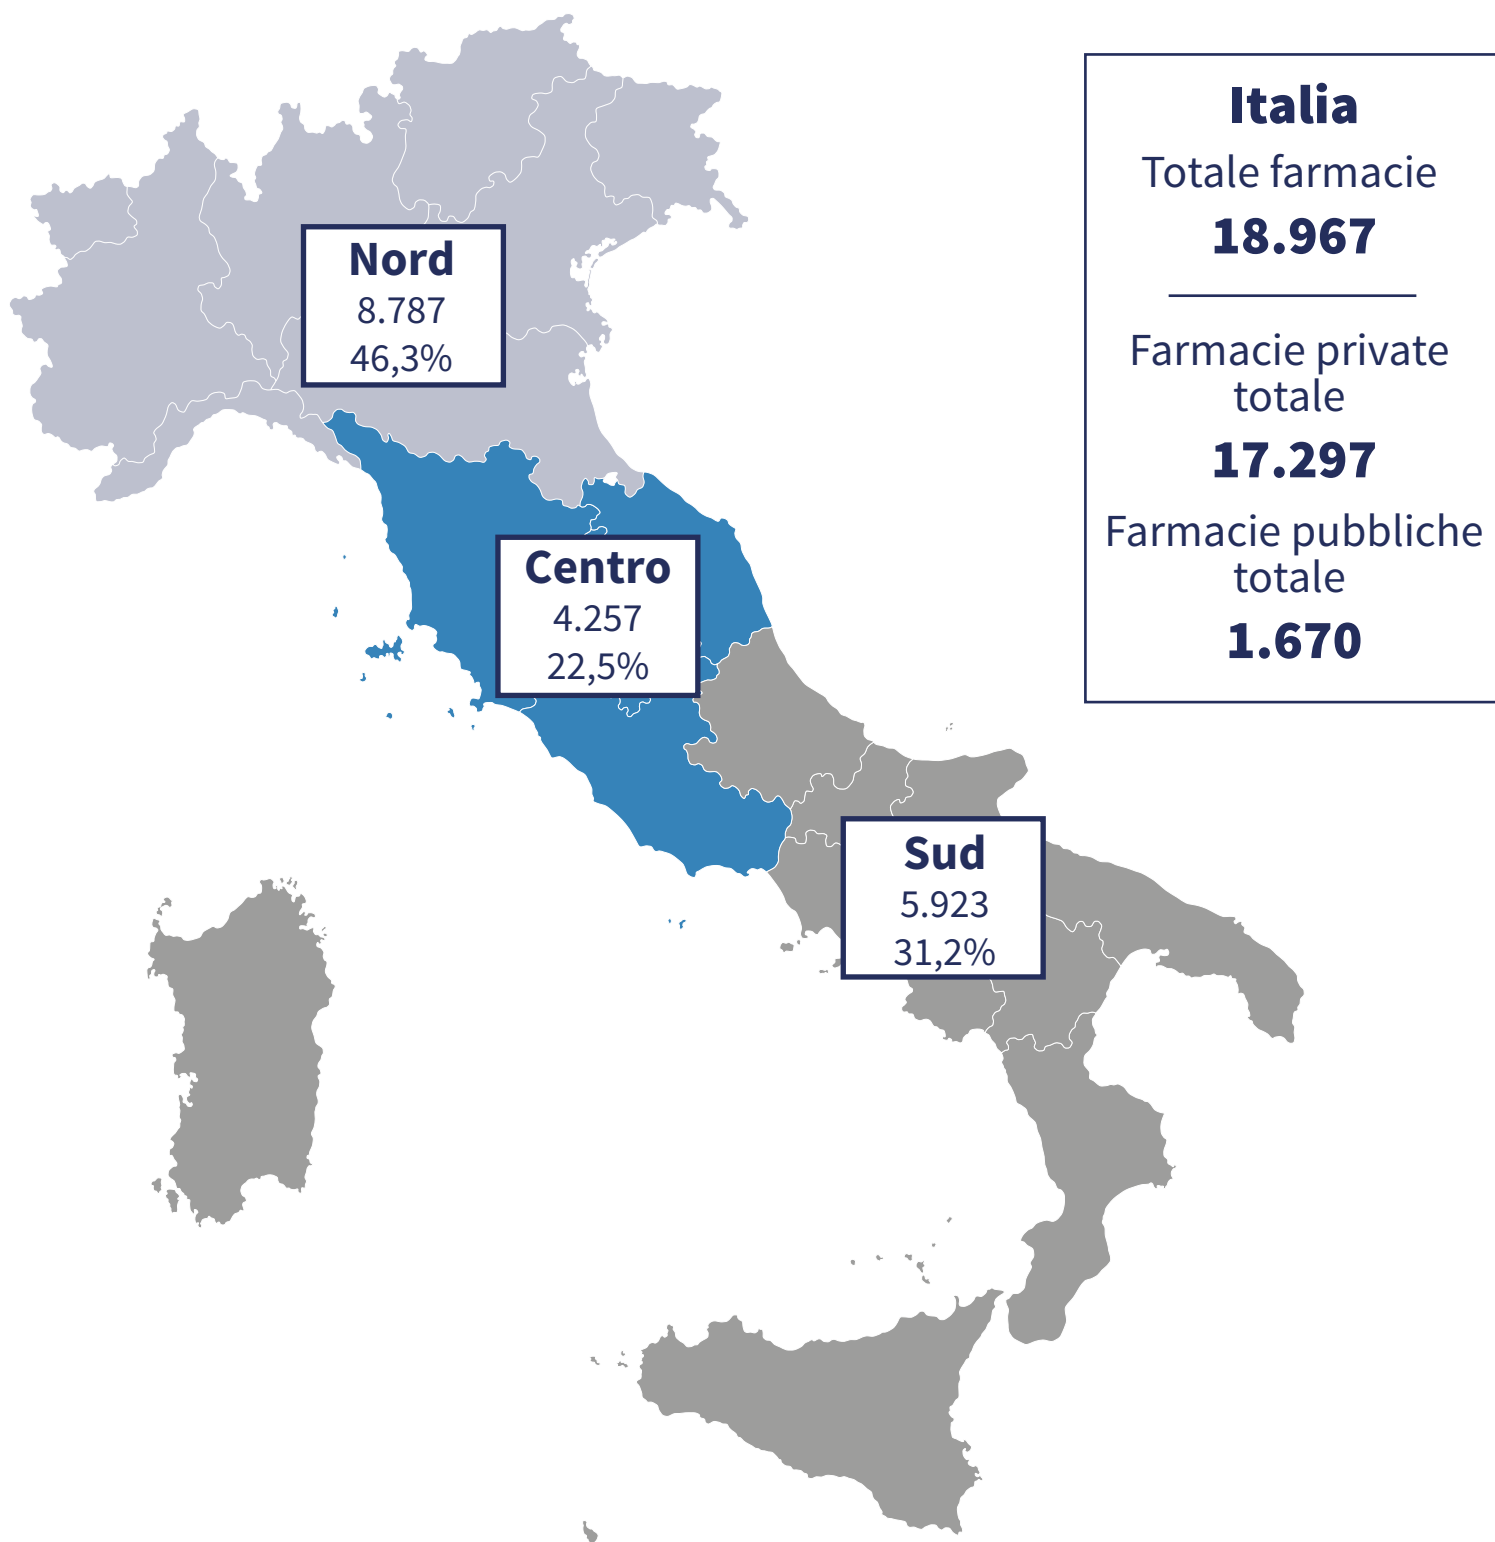 Italia
Totale farmacie
18.967
Farmacie private
totale
17.297
Farmacie pubbliche
totale
1.670
Nord
8.787
46,3%
Centro
4.257
22,5%
Sud
5.923
31,2%